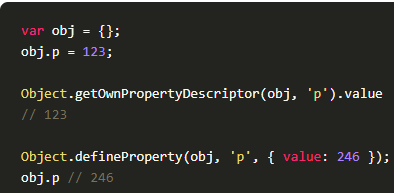 var obj = {};
obj.p = 123;
Object.getOwnPropertyDescriptor(obj, 'p').value
// 123
Object.defineProperty(obj, 'p', { value: 246 });
obj.p // 246